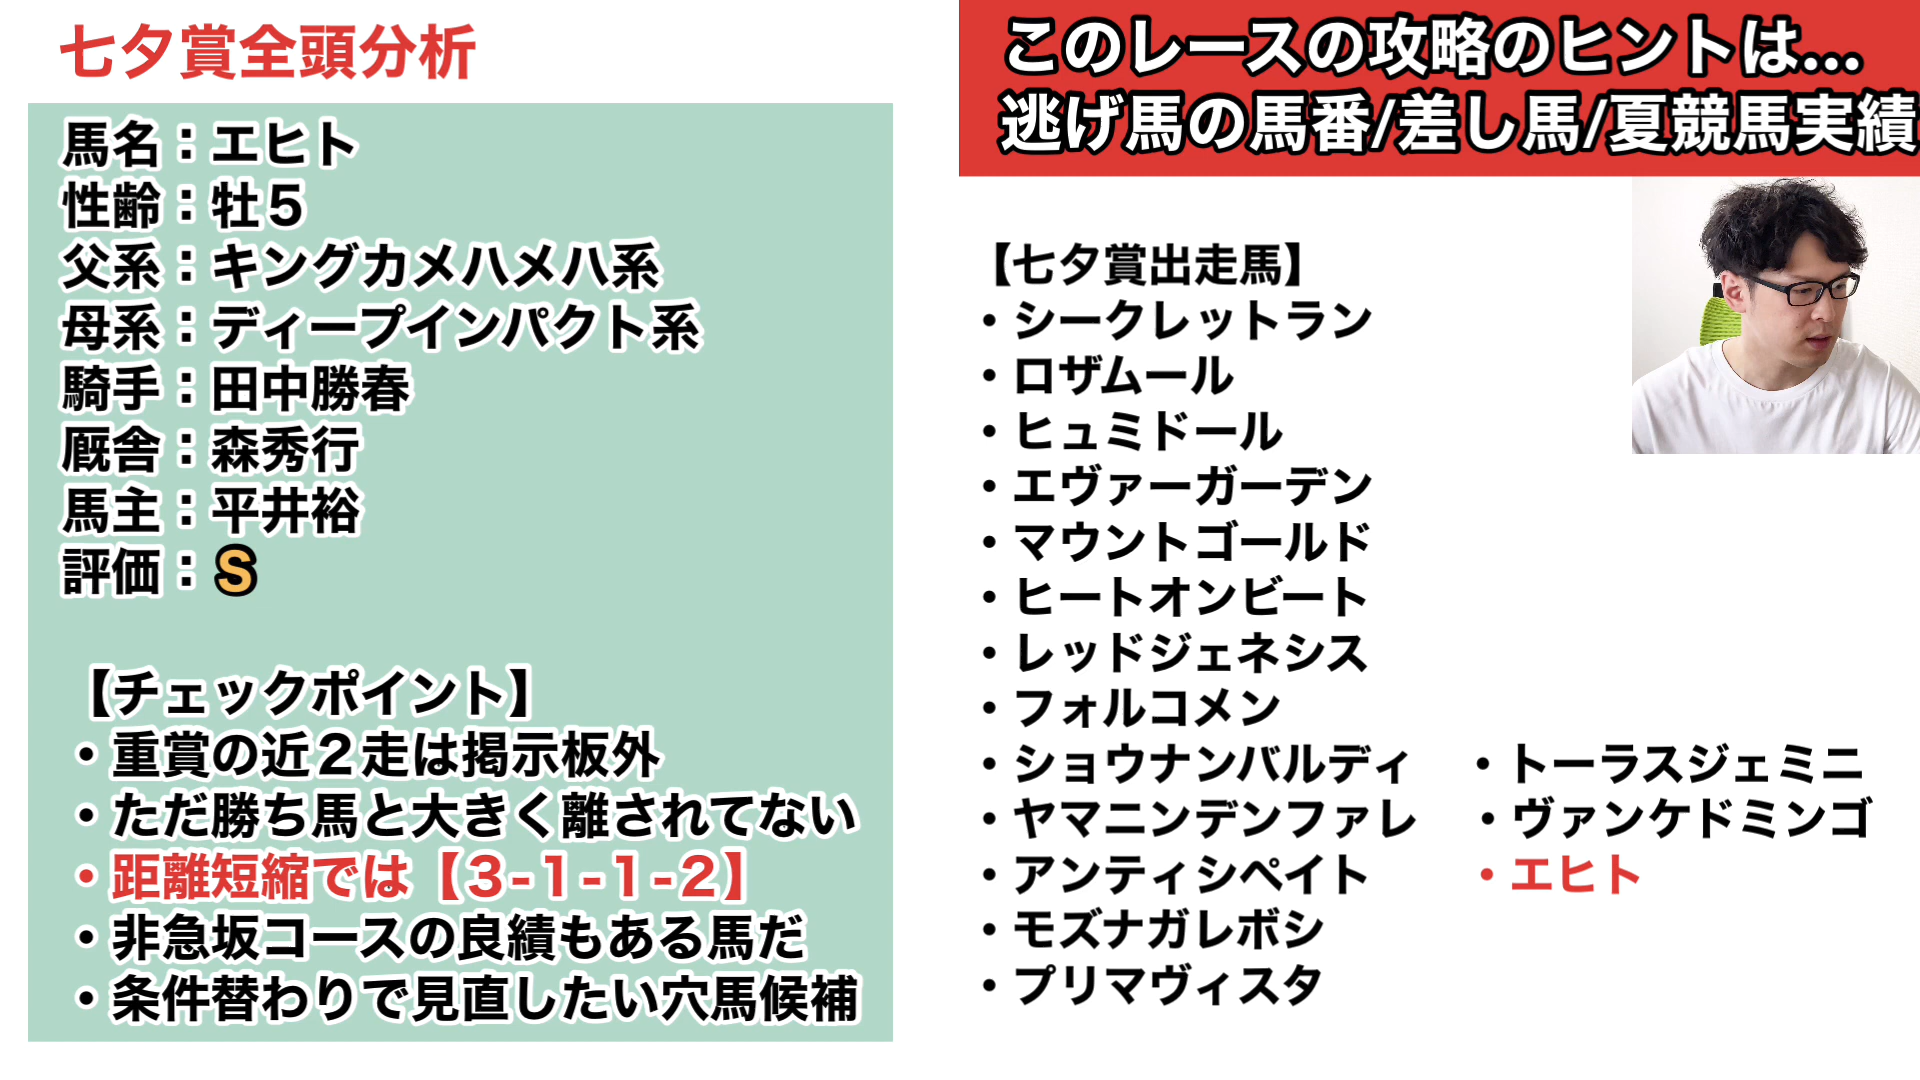 七夕賞全頭分析
馬名：エヒト
性齢：牡５
父系：キングカメハメハ系
母系：ディープインパクト系
騎手：田中勝春
厩舎：森秀行
馬主：平井裕
評価：S
【チェックポイント】
・重賞の近２走は掲示板外
・ただ勝ち馬と大きく離されてない
・距離短縮では【３-１-１-２】
・非急坂コースの良績もある馬だ
・条件替わりで見直したい穴馬候補
このレースの攻略のヒントは…
逃げ馬の馬番/差し馬/夏競馬実績
【七夕賞出走馬】
・シークレットラン
・ロザムール
・ヒュミドール
・エヴァーガーデン
・マウントゴールド
・ヒートオンビート
・レッドジェネシス
・フォルコメン
・ショウナンバルディ ・トーラスジェミニ
・ヤマニンデンファレ ・ヴァンケドミンゴ
・アンティシペイト ・エヒト
・モズナガレボシ
・プリマヴィスタ